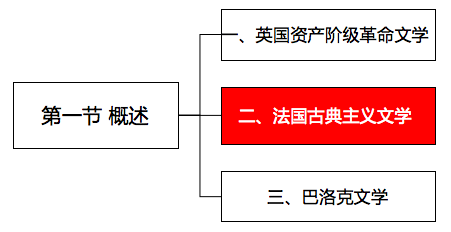 第一节 概述
一、英国资产阶级革命文学
二、法国古典主义文学
三、巴洛克文学